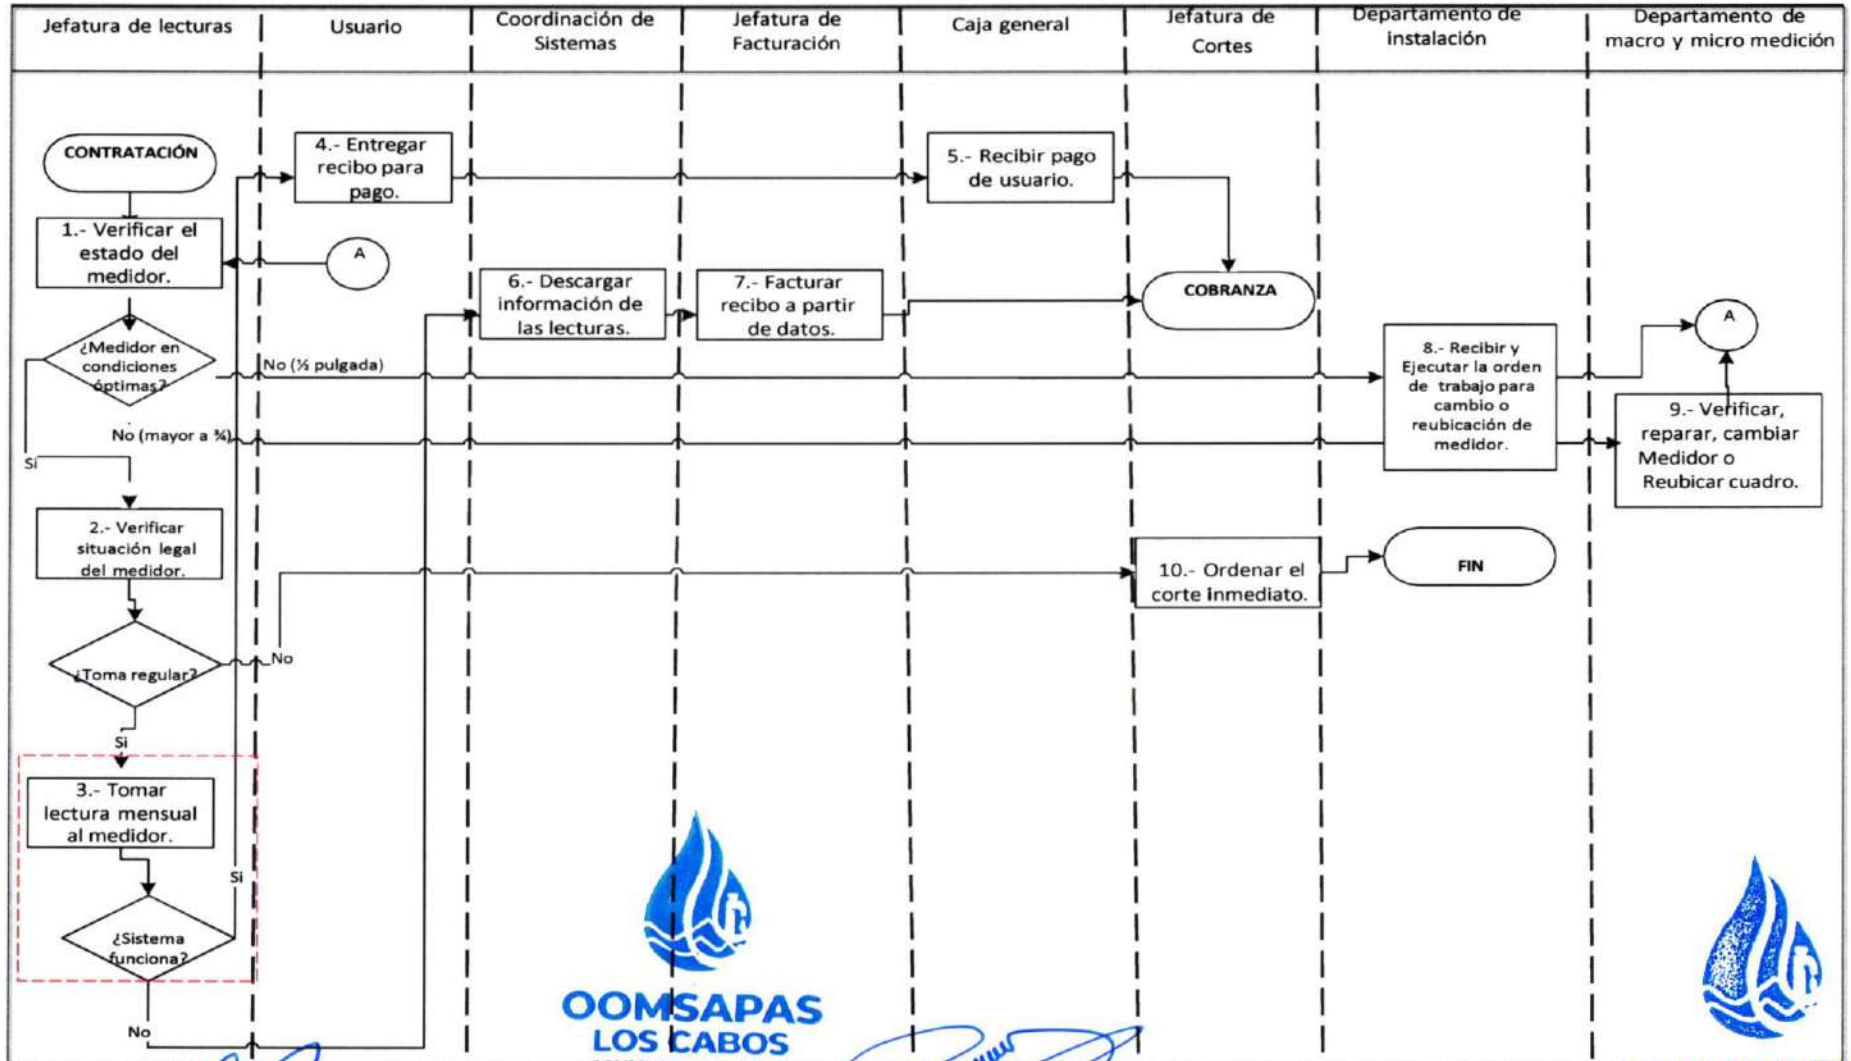 Jefatura de lecturas
Usuario
Coordinación de
Sistemas
Jefatura de
Facturación
Caja general
Jefatura de
Cortes
Departamento de
instalación
Departamento de
macro y micro medición
CONTRATACIÓN
4.- Entregar
recibo para
pago.
5.- Recibir pago
de usuario.
1.- Verificar el
estado del
medidor.
A
6.- Descargar
información de
las lecturas.
7.- Facturar
recibo a partir
de datos.
COBRANZA
A
¿Medidor en
condiciones
óptimas?
No (½ pulgada)
8.- Recibir y
Ejecutar la orden
de trabajo para
cambio o
reubicación de
medidor.
9.- Verificar,
reparar, cambiar
Medidor o
Reubicar cuadro.
No (mayor a ¾)
Si
2.- Verificar
situación legal
del medidor.
10.- Ordenar el
corte inmediato.
FIN
¿Toma regular?
No
Si
3.- Tomar
lectura mensual
al medidor.
Si
¿Sistema
funciona?
No
OOMSAPAS
LOS CABOS